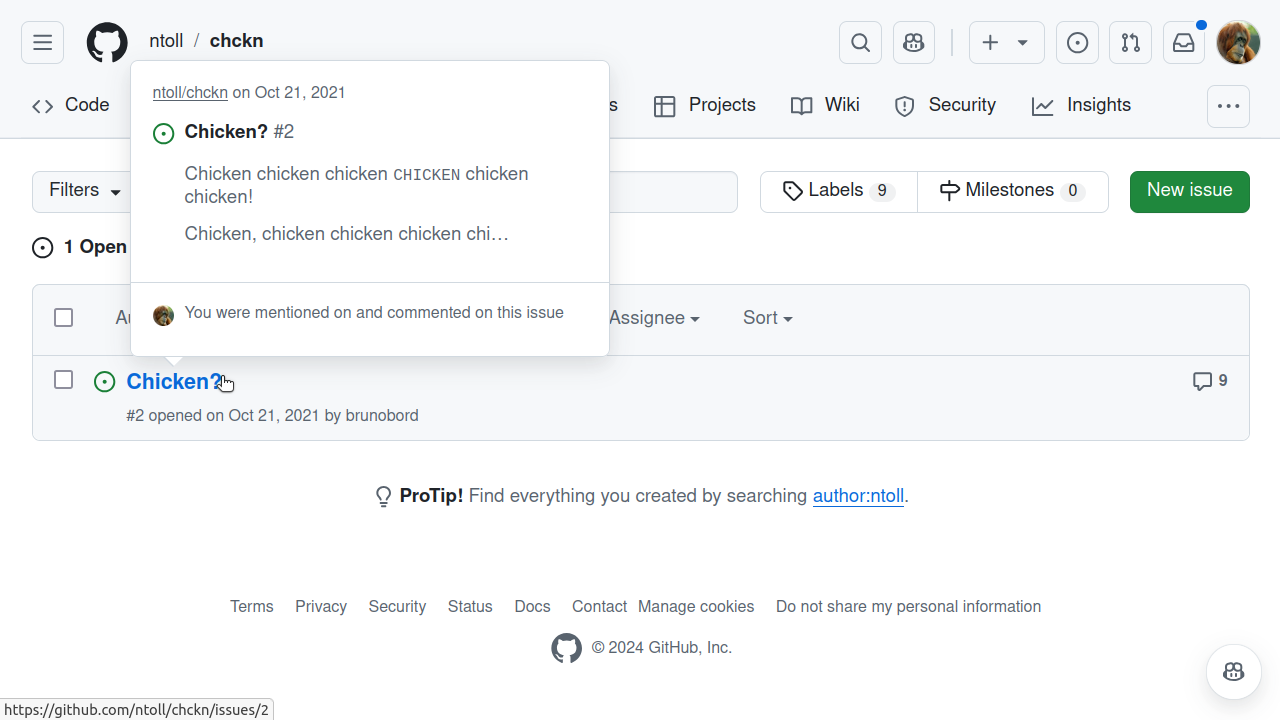 ntoll / chckn
ntoll/chckn on Oct 21, 2021
Code
s
Projects
Wiki
Security
Insights
Chicken? #2
Chicken chicken chicken CHICKEN chicken
chicken!
Chicken, chicken chicken chicken chi…
Filters
Labels 9
Milestones 0
New issue
1 Open
You were mentioned on and commented on this issue
Au
Assignee
Sort
Chicken?
9
#2 opened on Oct 21, 2021 by brunobord
ProTip! Find everything you created by searching author:ntoll.
Terms Privacy Security Status Docs Contact Manage cookies Do not share my personal information
© 2024 GitHub, Inc.
https://github.com/ntoll/chckn/issues/2